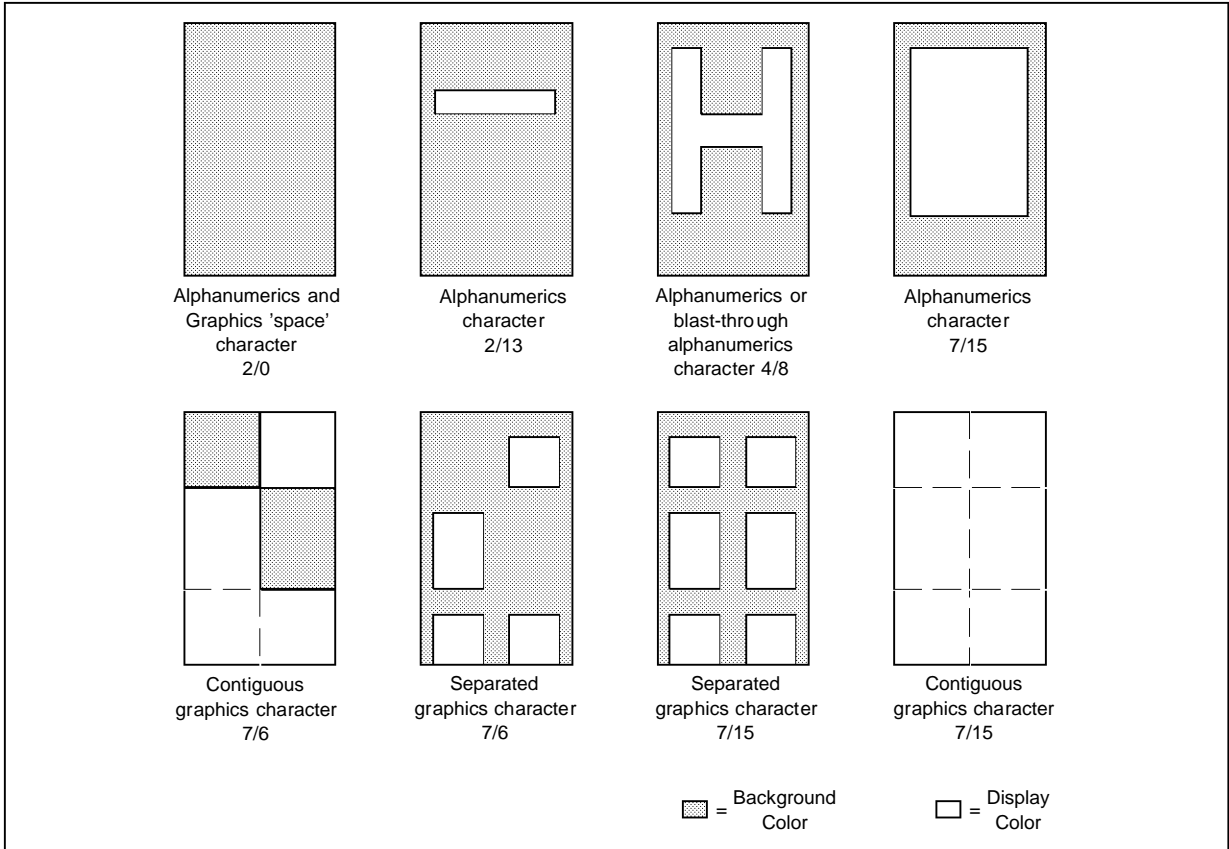 Alphanumerics and
Graphics ’space’
character
2/0
Alphanumerics
character
2/13
Alphanumerics or
blast-through
alphanumerics
character 4/8
Alphanumerics
character
7/15
Contiguous
graphics character
7/6
Separated
graphics character
7/6
Separated
graphics character
7/15
Contiguous
graphics character
7/15
= Background
Color
= Display
Color